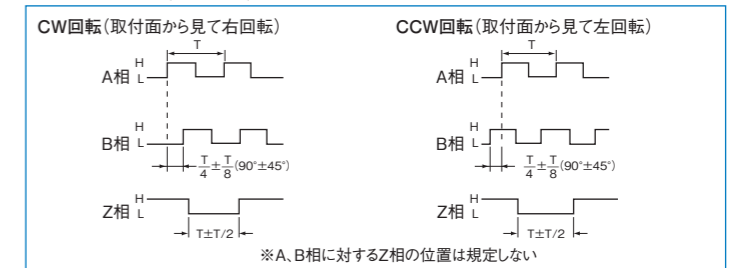 CW回転（取付面から見て右回転）
T
A相 H L
B相 H L
T/4±T/8(90°±45°)
Z相 H L
T±T/2
CCW回転（取付面から見て左回転）
T
A相 H L
B相 H L
T/4±T/8(90°±45°)
Z相 H L
T±T/2
※A、B相に対するZ相の位置は規定しない